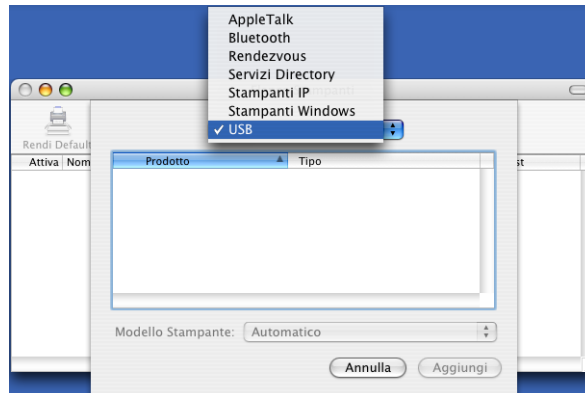 AppleTalk
Bluetooth
Rendezvous
Servizi Directory
Stampanti IP
Stampanti Windows
✓ USB
Rendi Default
Attiva Nom
Prodotto Tipo
st
Modello Stampante: Automatico
Annulla Aggiungi